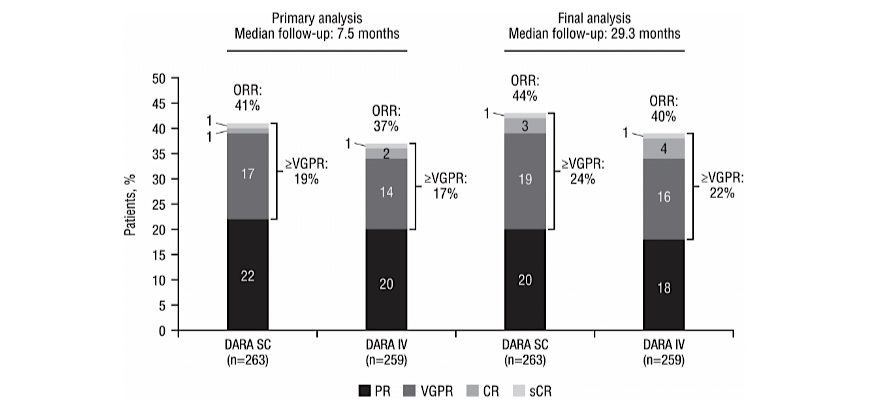 Primary analysis
Median follow-up: 7.5 months
Final analysis
Median follow-up: 29.3 months
Patients, %
50
45
40
35
30
25
20
15
10
5
0
ORR:
41%
1
1
17
22
≥VGPR:
19%
ORR:
37%
1
2
14
20
≥VGPR:
17%
ORR:
44%
1
3
19
20
≥VGPR:
24%
ORR:
40%
1
4
16
18
≥VGPR:
22%
DARA SC
(n=263)
DARA IV
(n=259)
DARA SC
(n=263)
DARA IV
(n=259)
PR VGPR CR sCR